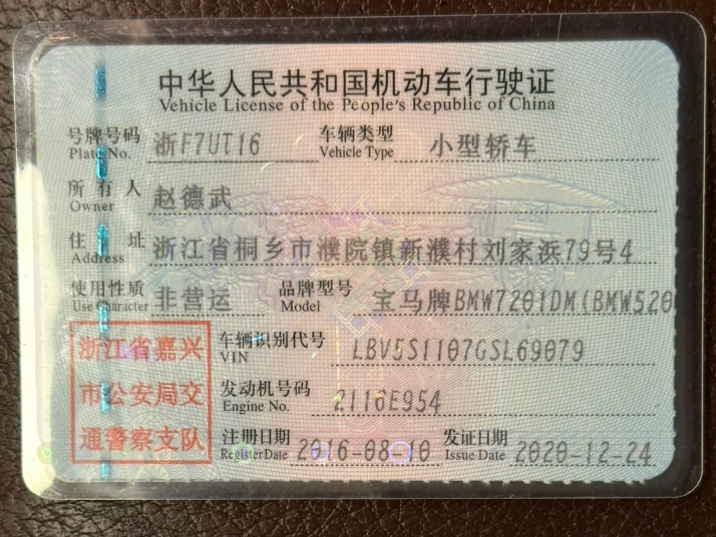 中华人民共和国机动车行驶证
Vehicle License of the People's Republic of China
号牌号码 浙F7UT16 车辆类型 小型轿车
Plate No. Vehicle Type
所有人 赵德武
Owner
住址 浙江省桐乡市濮院镇新濮村刘家浜79号4
Address
使用性质 非营运 品牌型号 宝马牌BMW7201DM(BMW520
Use Character Model
浙江省嘉兴
市公安局交
通警察支队
车辆识别代号 LBV5S1107GSL69079
VIN
发动机号码 2116E954
Engine No.
注册日期 2016-08-10 发证日期 2020-12-24
Register Date Issue Date